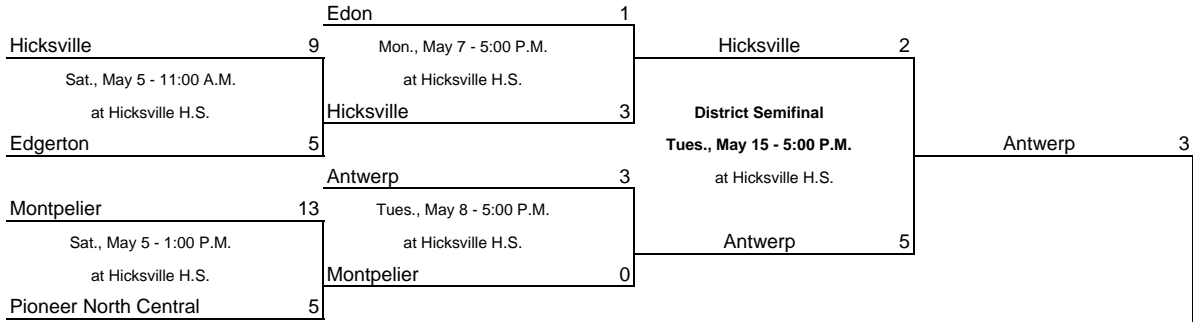 Edon 1
Hicksville 9
Mon., May 7 - 5:00 P.M.
Hicksville 2
Sat., May 5 - 11:00 A.M.
at Hicksville H.S.
at Hicksville H.S.
Hicksville 3
District Semifinal
Edgerton 5
Tues., May 15 - 5:00 P.M.
Antwerp 3
Antwerp 3
at Hicksville H.S.
Montpelier 13
Tues., May 8 - 5:00 P.M.
Sat., May 5 - 1:00 P.M.
at Hicksville H.S.
Antwerp 5
at Hicksville H.S.
Montpelier 0
Pioneer North Central 5